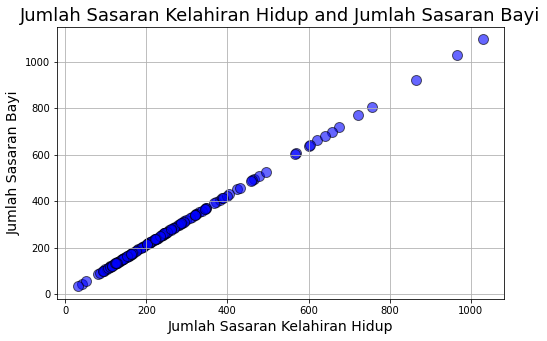 Jumlah Sasaran Kelahiran Hidup and Jumlah Sasaran Bayi
1000
800
600
400
200
0
Jumlah Sasaran Bayi
0 200 400 600 800 1000
Jumlah Sasaran Kelahiran Hidup